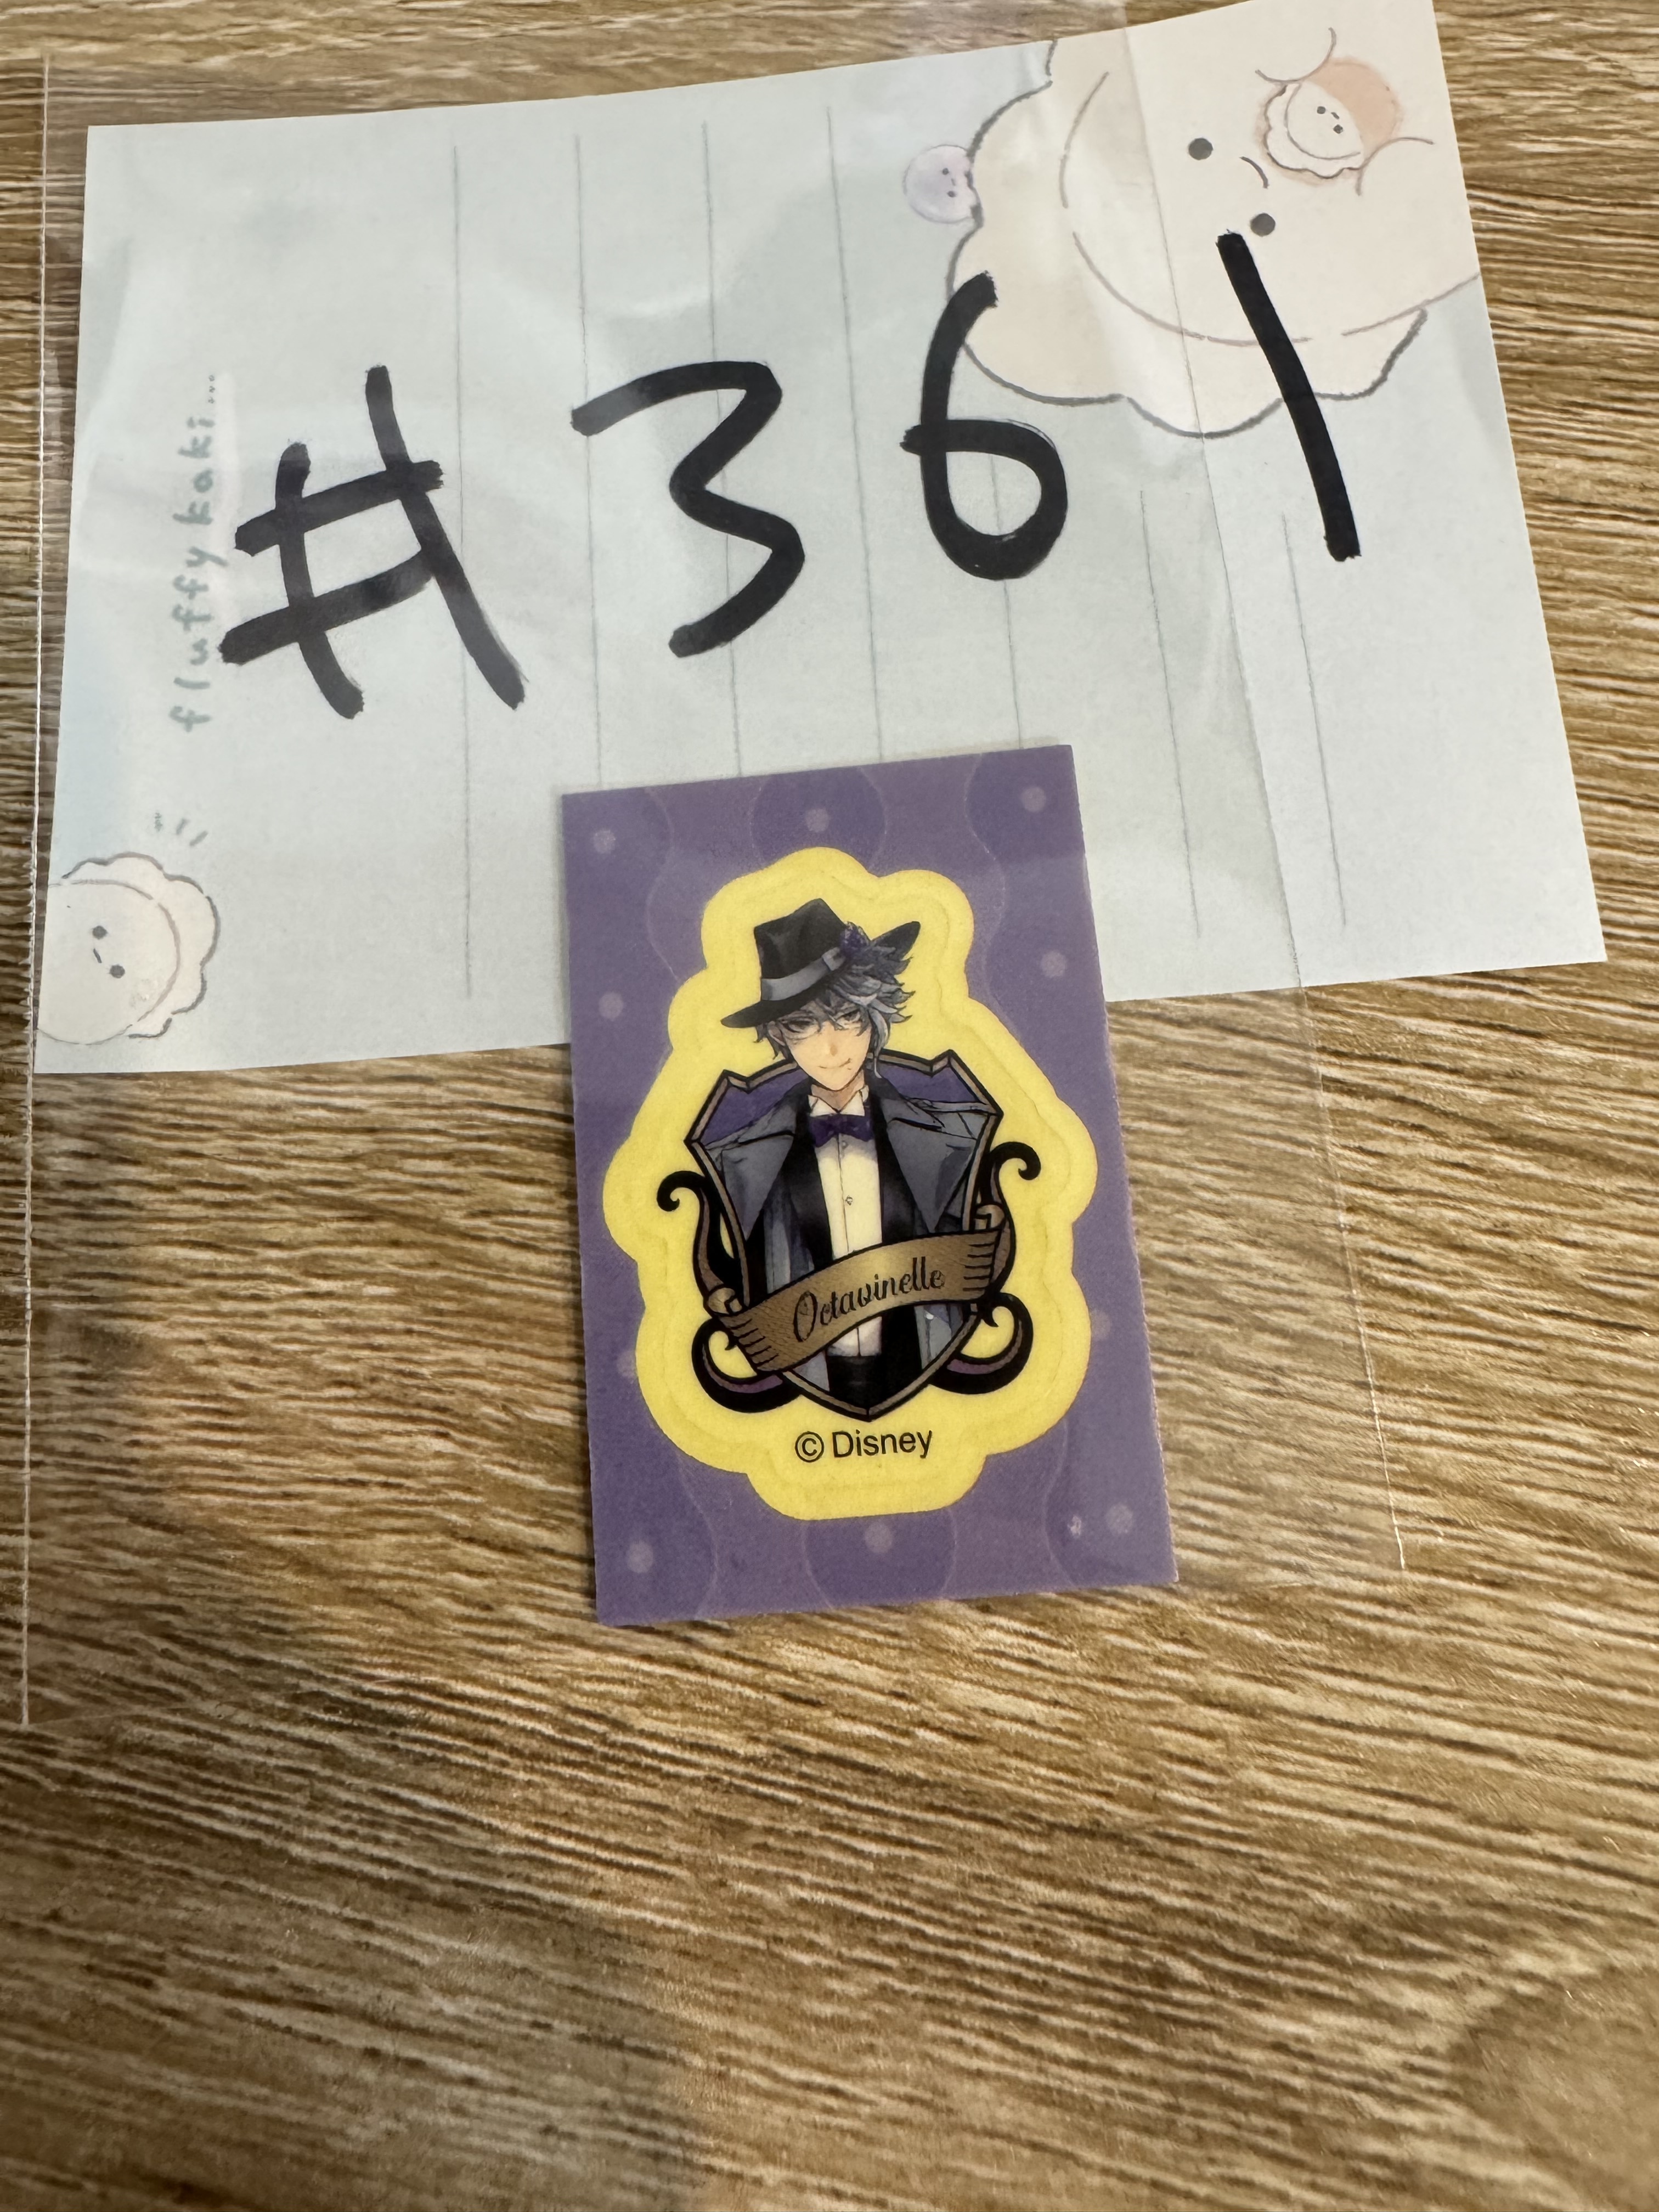 #361
fluffy kaki...
Octavinelle
© Disney